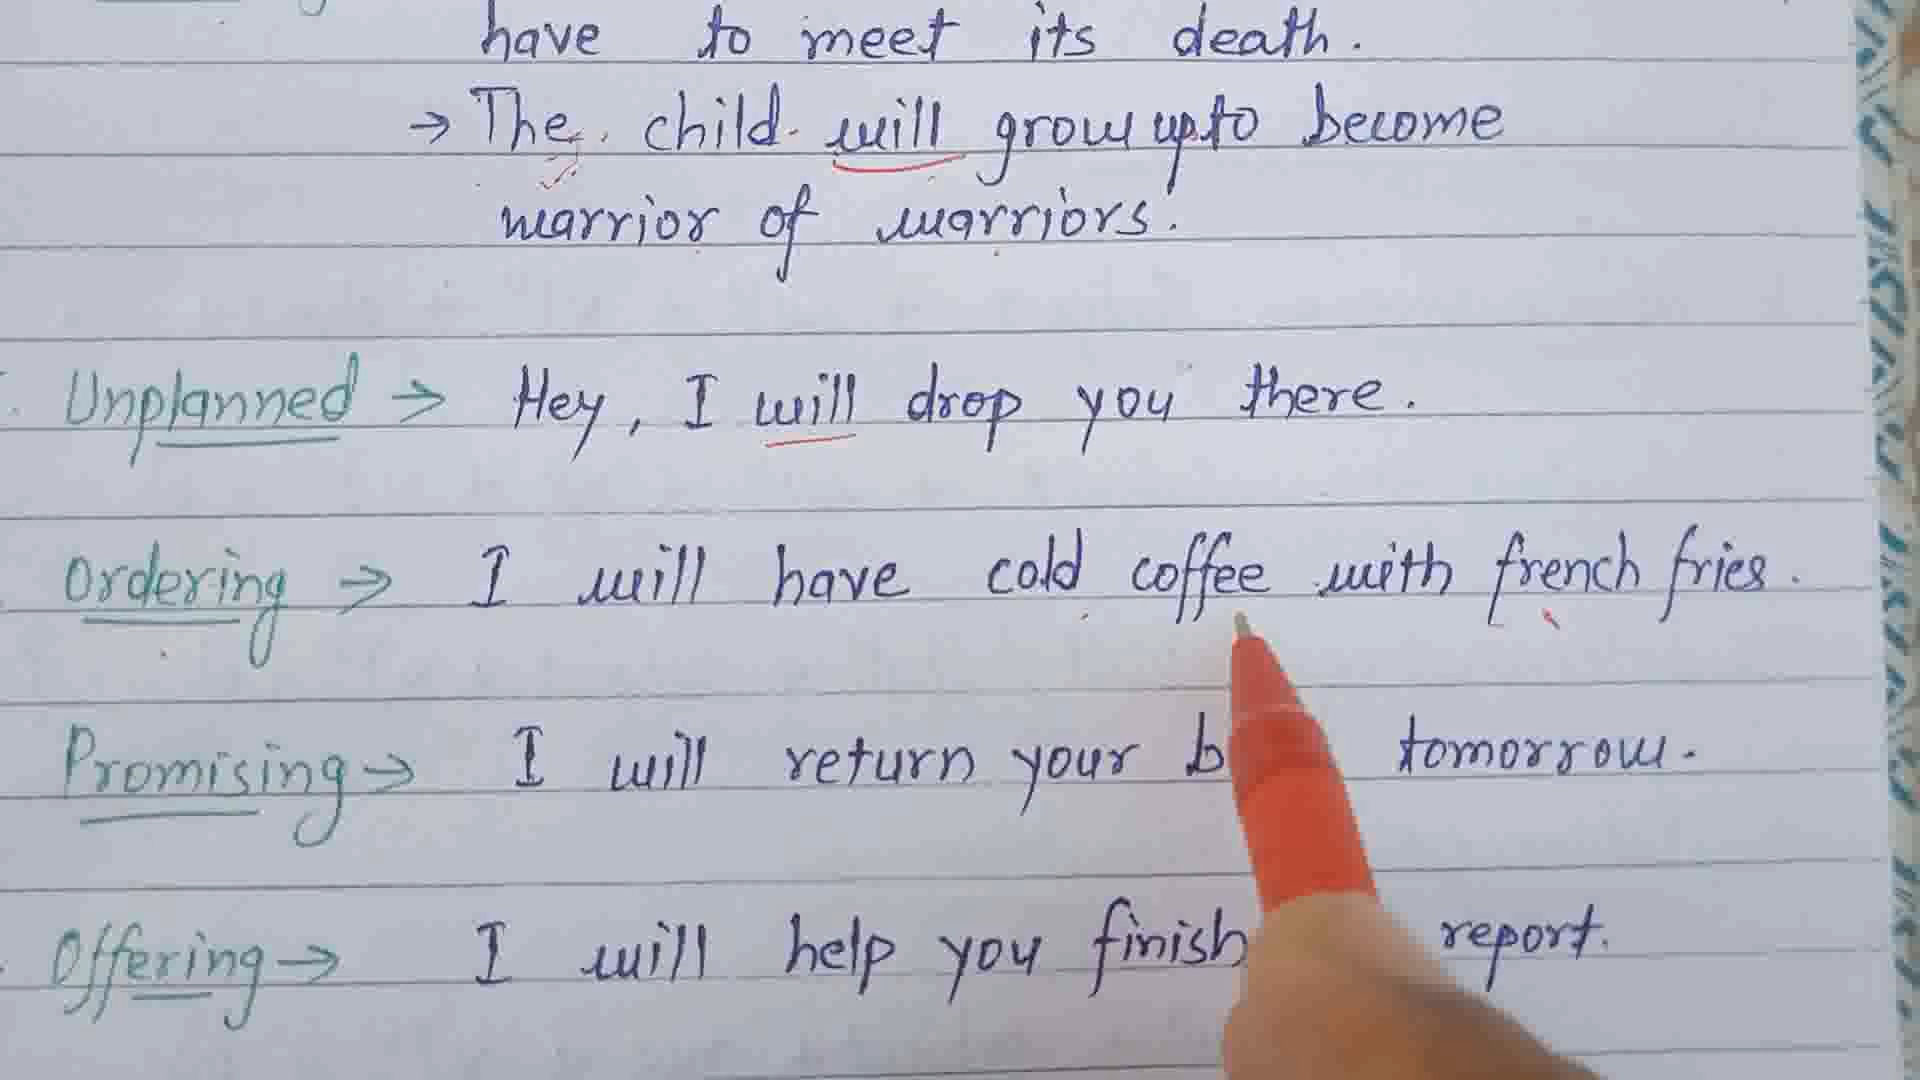 have to meet its death.
→ The child will grow up to become
warrior of warriors.
Unplanned → Hey, I will drop you there.
Ordering → I will have cold coffee with french fries.
Promising → I will return your tomorrow.
Offering → I will help you finish report.